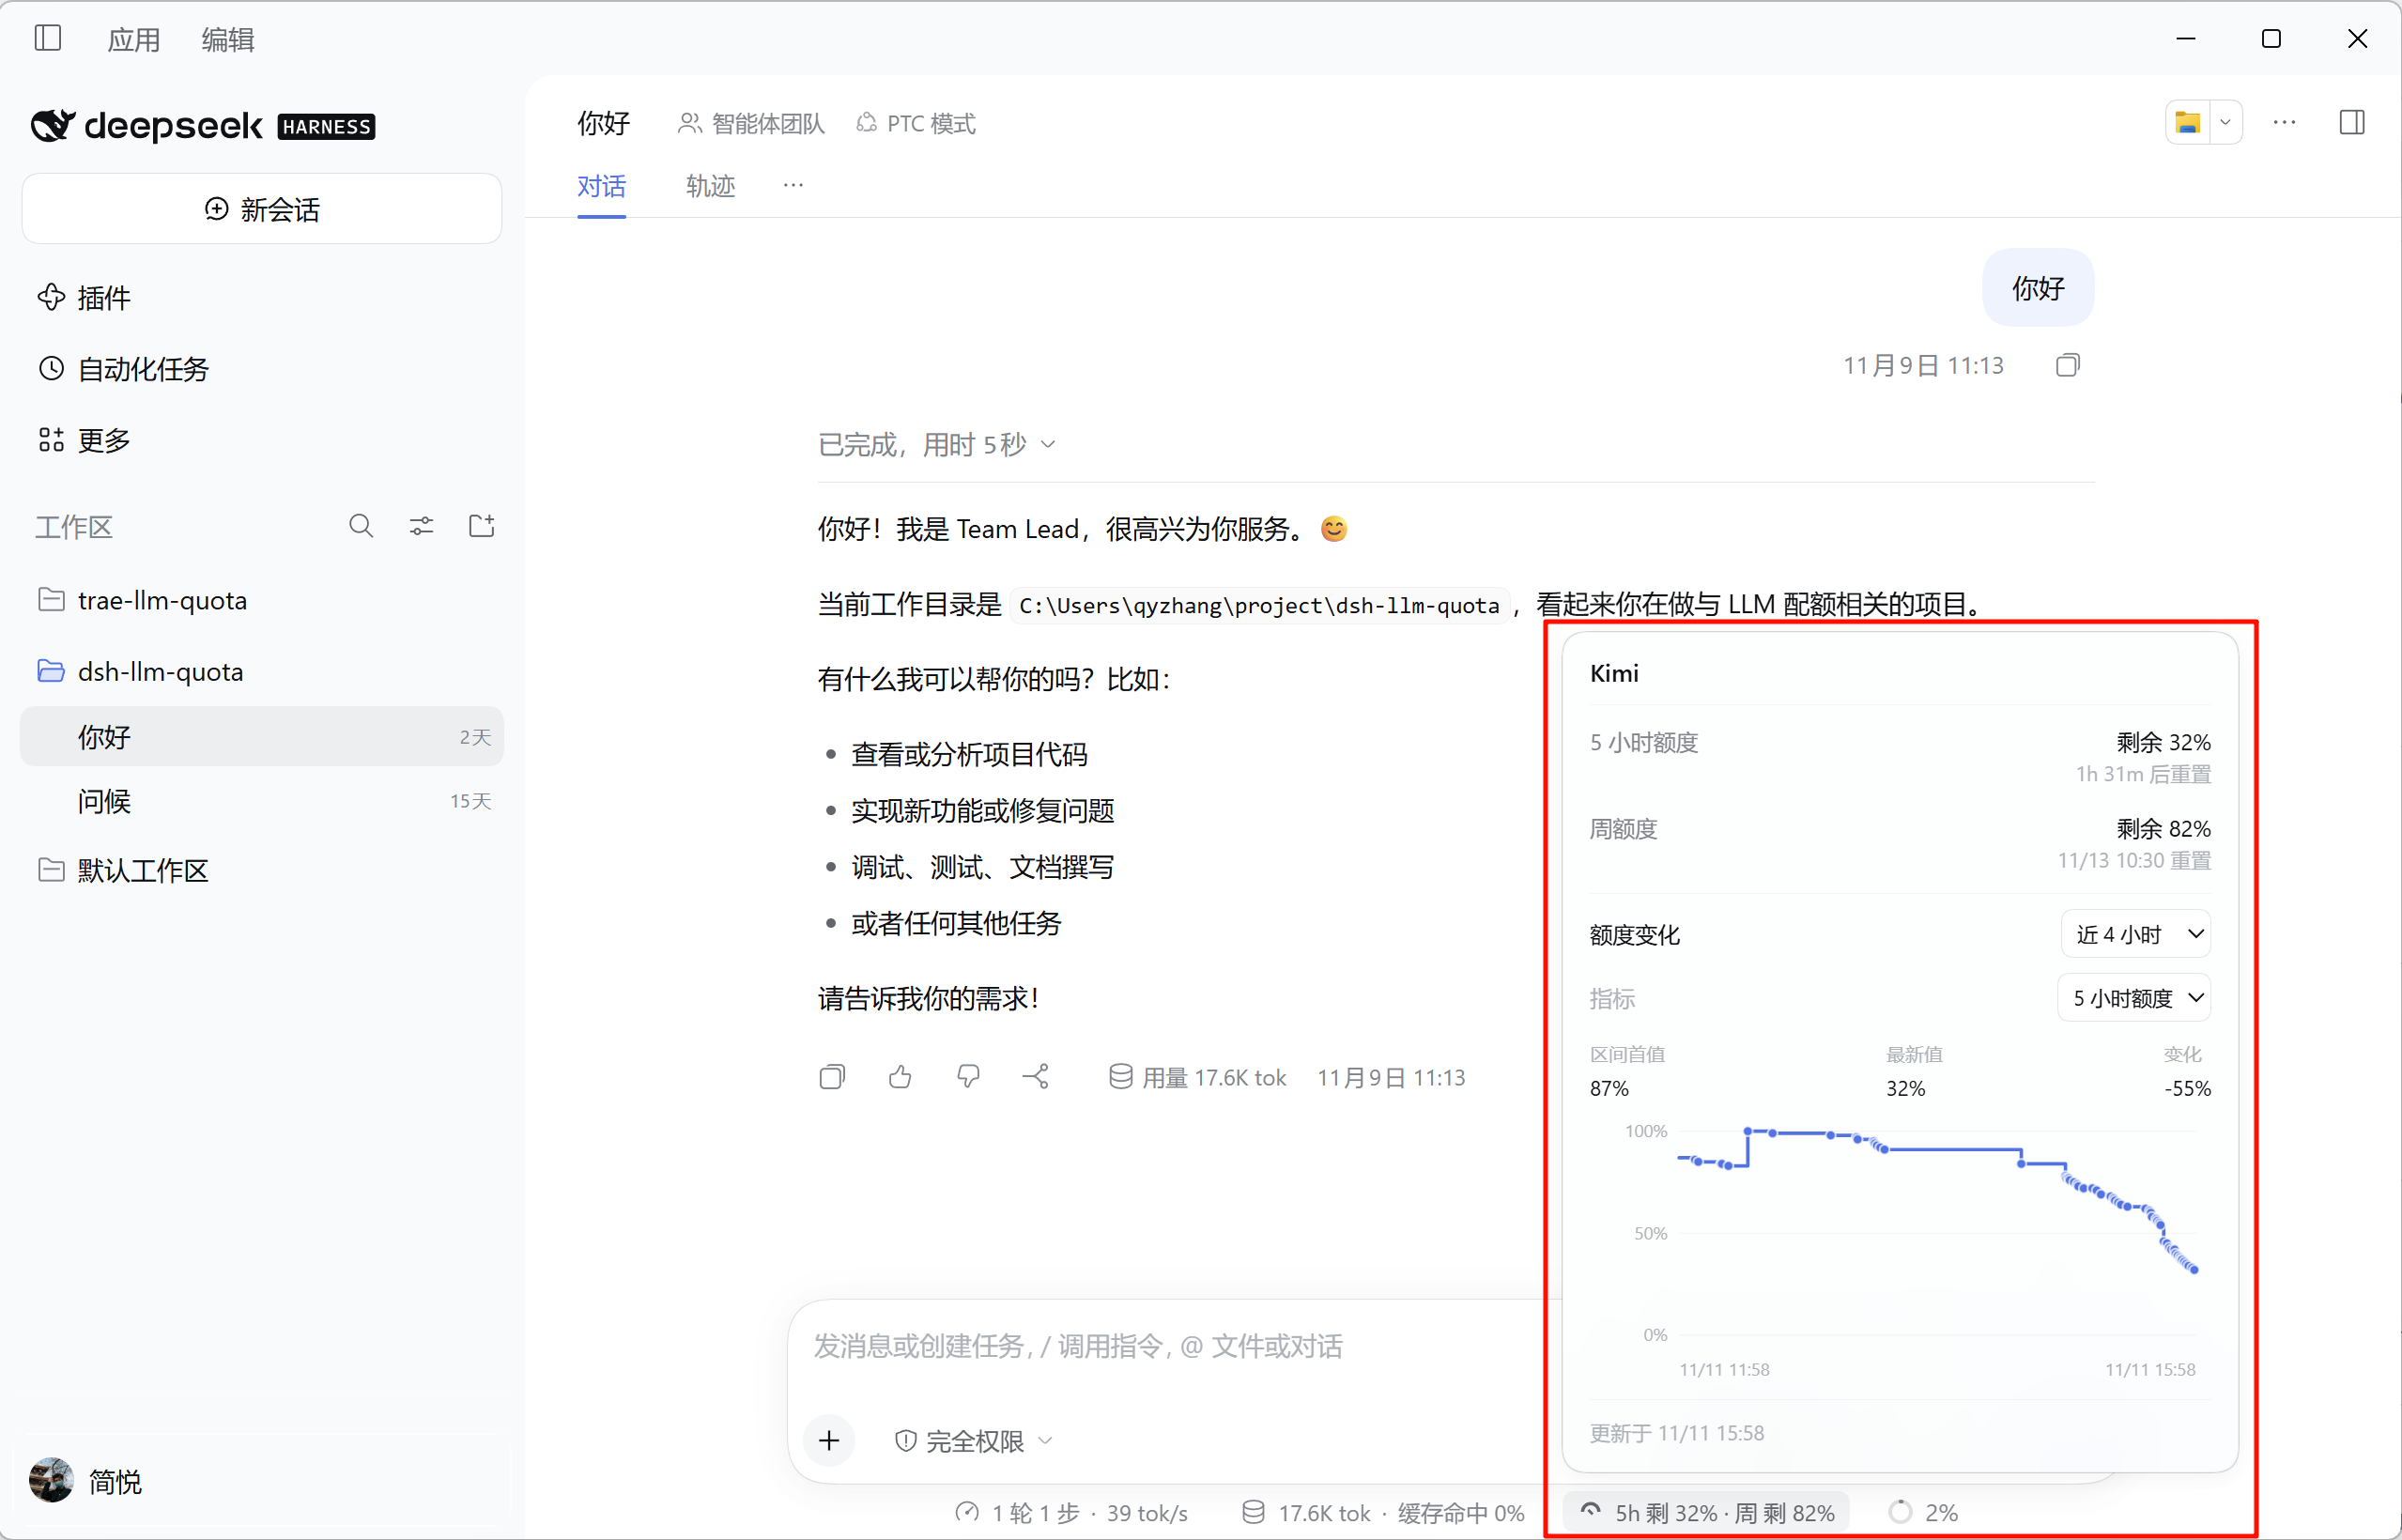 应用 编辑
deepseek HARNESS
新会话
插件
自动化任务
更多
工作区
trae-llm-quota
dsh-llm-quota
你好 2天
问候 15天
默认工作区
简悦
你好 智能体团队 PTC 模式
对话 轨迹
你好
11月9日 11:13
已完成，用时 5秒
你好！我是 Team Lead，很高兴为你服务。😊
当前工作目录是 C:\Users\qyzhang\project\dsh-llm-quota，看起来你在做与 LLM 配额相关的项目。
有什么我可以帮你的吗？比如：
查看或分析项目代码
实现新功能或修复问题
调试、测试、文档撰写
或者任何其他任务
请告诉我你的需求！
用量 17.6K tok 11月9日 11:13
发消息或创建任务, / 调用指令, @ 文件或对话
完全权限
1 轮 1 步 · 39 tok/s 17.6K tok · 缓存命中 0% 5h 剩 32% · 周 剩 82% 2%
Kimi
5 小时额度 剩余 32%
1h 31m 后重置
周额度 剩余 82%
11/13 10:30 重置
额度变化 近 4 小时
指标 5 小时额度
区间首值 最新值 变化
87% 32% -55%
100%
50%
0%
11/11 11:58 11/11 15:58
更新于 11/11 15:58